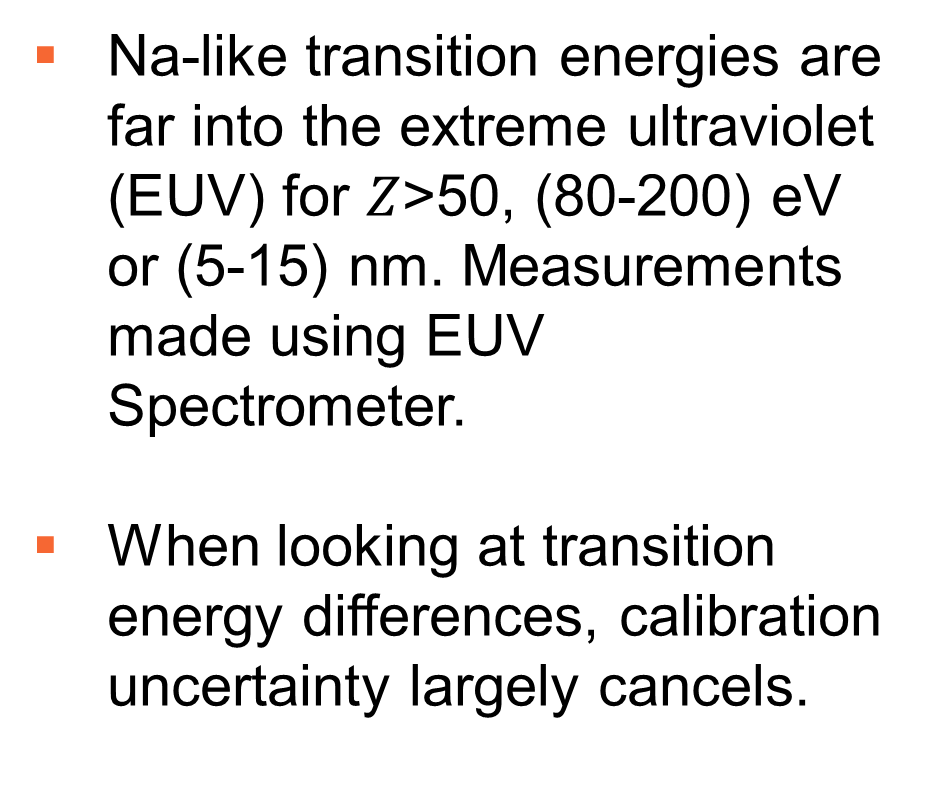 ▪ Na-like transition energies are
far into the extreme ultraviolet
(EUV) for 𝑍>50, (80-200) eV
or (5-15) nm. Measurements
made using EUV
Spectrometer.
▪ When looking at transition
energy differences, calibration
uncertainty largely cancels.